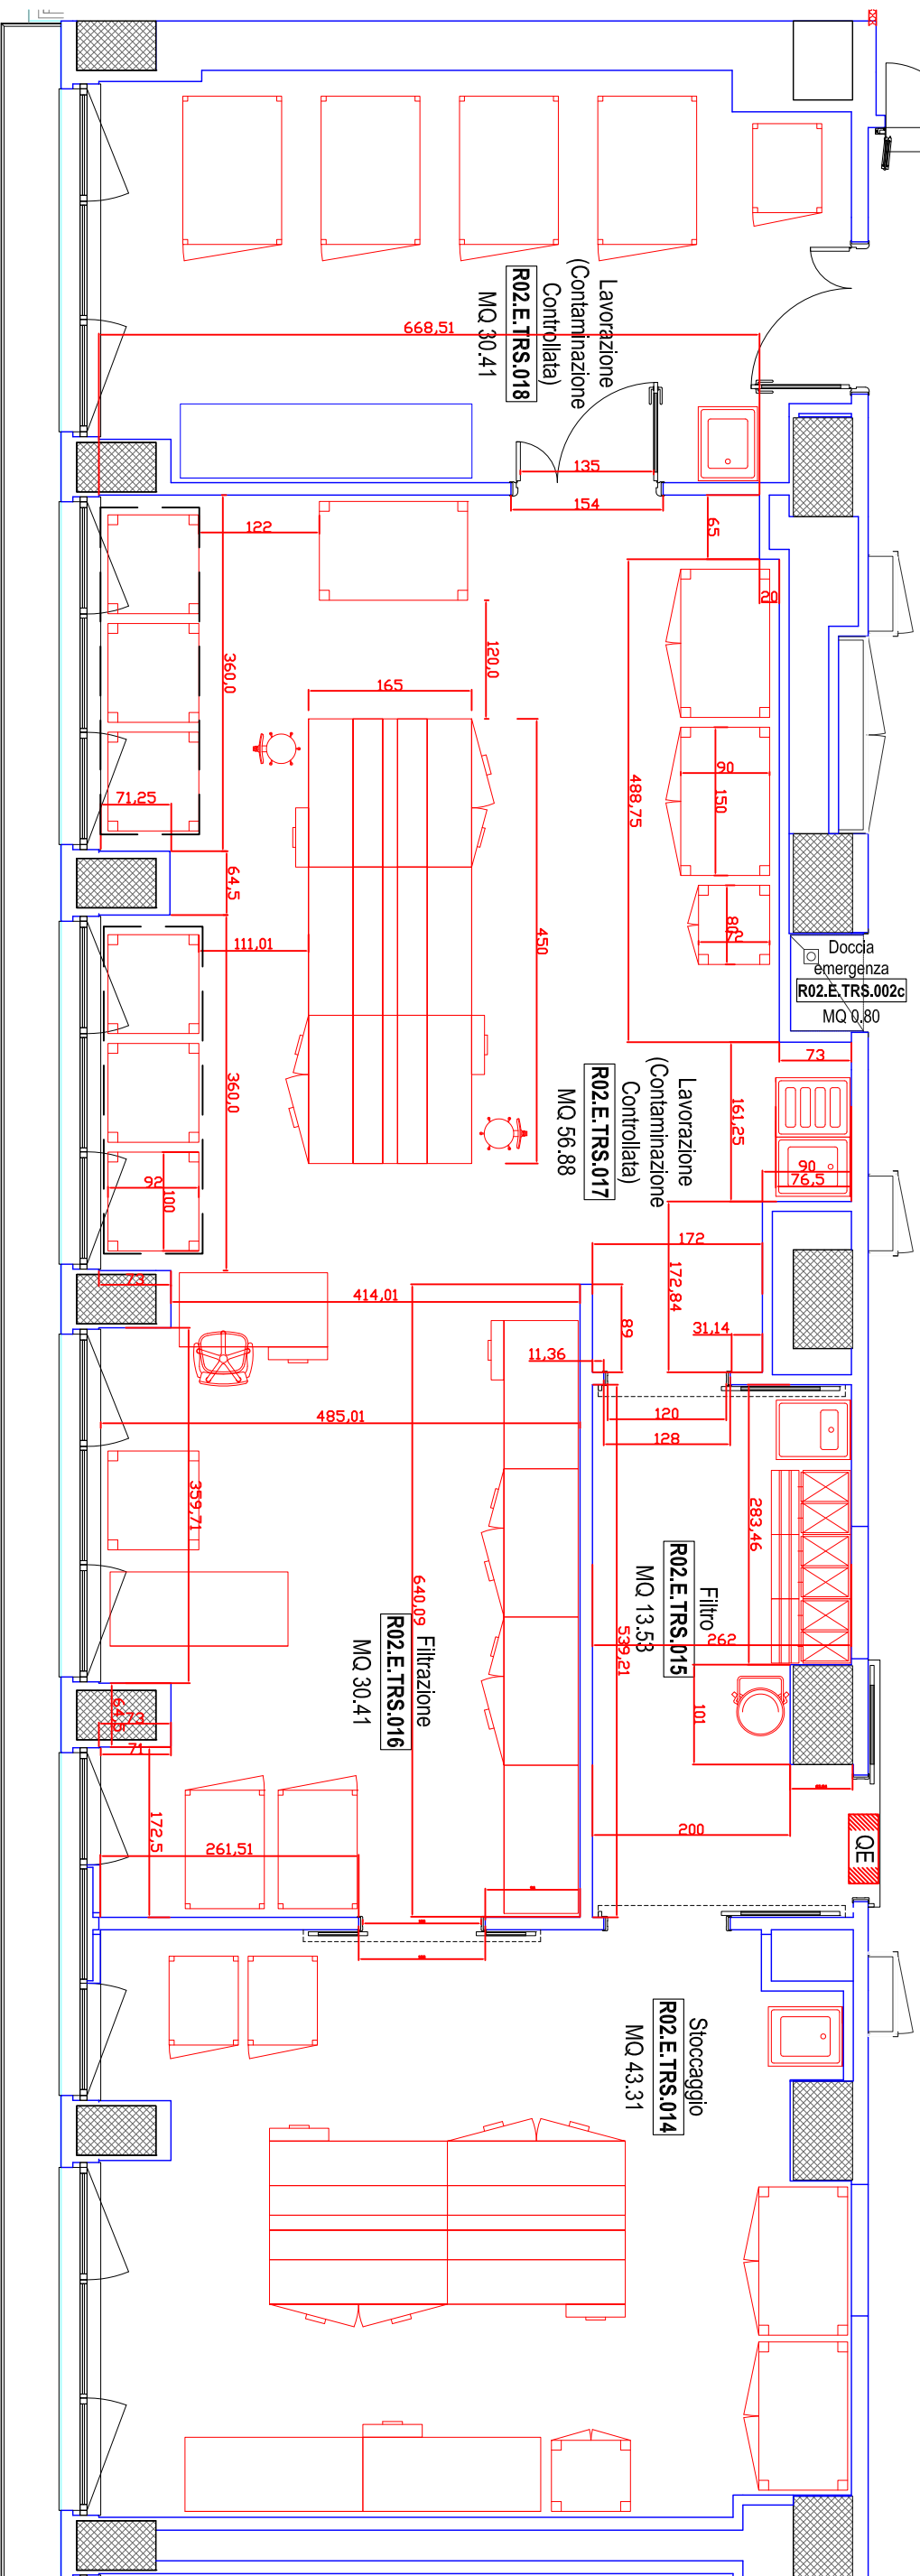 Lavorazione
(Contaminazione
Controllata)
R02.E.TRS.018
MQ 30.41
668,51
135
154
65
20
122
120,0
360,0
165
90
150
488,75
71,25
80
72
64,5
450
111,01
Doccia
emergenza
R02.E.TRS.002c
MQ 0.80
73
Lavorazione
(Contaminazione
Controllata)
R02.E.TRS.017
MQ 56.88
360,0
161,25
90
76,5
92
100
172
172,84
73
414,01
89
31,14
11,36
120
128
485,01
359,71
283,46
Filtro
R02.E.TRS.015
MQ 13.53
262
539,21
640,09
Filtrazione
R02.E.TRS.016
MQ 30.41
101
64,5
73
71
172,5
261,51
200
QE
Stoccaggio
R02.E.TRS.014
MQ 43.31